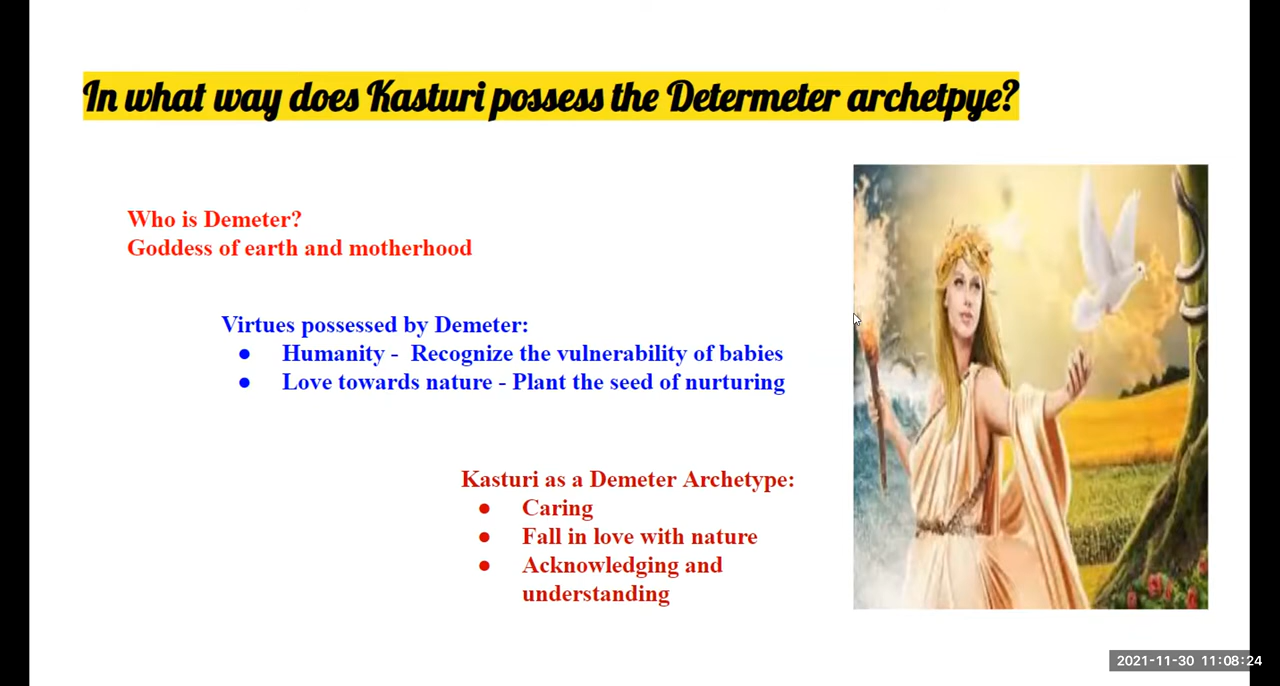 In what way does Kasturi possess the Determeter archetpye?
Who is Demeter?
Goddess of earth and motherhood
Virtues possessed by Demeter:
● Humanity - Recognize the vulnerability of babies
● Love towards nature - Plant the seed of nurturing
Kasturi as a Demeter Archetype:
● Caring
● Fall in love with nature
● Acknowledging and
understanding
2021-11-30 11:08:24